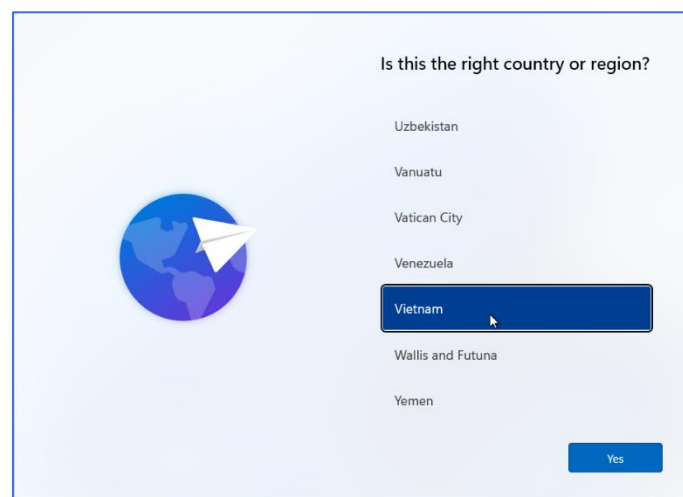 Is this the right country or region?
Uzbekistan
Vanuatu
Vatican City
Venezuela
Vietnam
Wallis and Futuna
Yemen
Yes